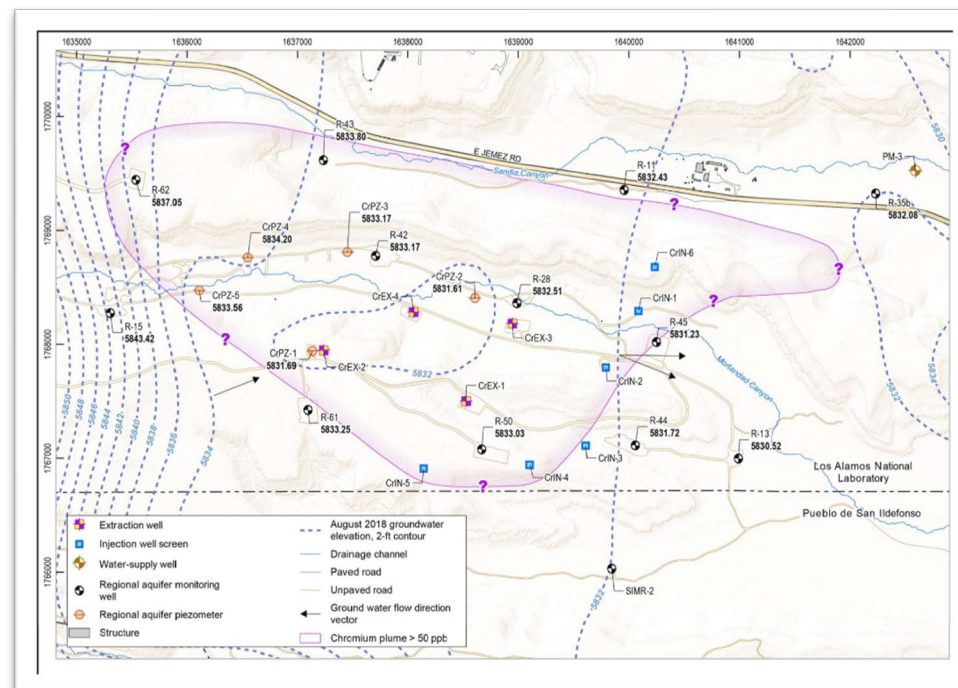 1635000 1636000 1637000 1638000 1639000 1640000 1641000 1642000
1770000
1769000
1768000
1767000
1766000
R-43
5833.80
E JEMEZ RD
Sandia Canyon
R-11
5832.43
PM-3
5830
R-62
5837.05
R-35b
5832.08
CrPZ-3
5833.17
CrPZ-4
5834.20
R-42
5833.17
CrPZ-2
5831.61
R-28
5832.51
CrIN-6
CrPZ-5
5833.56
CrEX-4
CrIN-1
R-15
5843.42
CrEX-3
R-45
5831.23
CrPZ-1
5831.69
CrEX-2
5832
CrIN-2
Mortandad Canyon
5834
5832
CrEX-1
5850
5848
5846
5844
5842
5840
5838
5836
5834
R-61
5833.25
R-50
5833.03
R-44
5831.72
R-13
5830.52
CrIN-3
CrIN-4
CrIN-5
Los Alamos National
Laboratory
Pueblo de San Ildefonso
5832
SIMR-2
?
?
?
?
?
?
Extraction well
Injection well screen
Water-supply well
Regional aquifer monitoring
well
Regional aquifer piezometer
Structure
August 2018 groundwater
elevation, 2-ft contour
Drainage channel
Paved road
Unpaved road
Ground water flow direction
vector
Chromium plume > 50 ppb